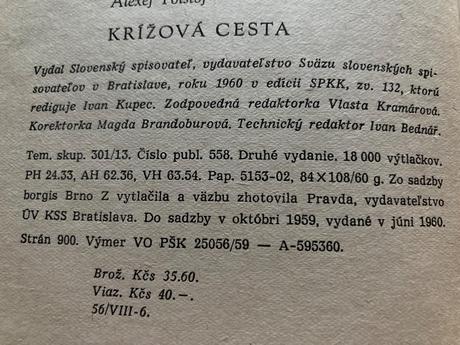 Alexej Tolstoj
KRÍŽOVÁ CESTA
Vydal Slovenský spisovateľ, vydavateľstvo Sväzu slovenských spi-
sovateľov v Bratislave, roku 1960 v edícii SPKK, zv. 132, ktorú
rediguje Ivan Kupec. Zodpovedná redaktorka Vlasta Kramárová.
Korektorka Magda Brandoburová. Technický redaktor Ivan Bednář.
Tem. skup. 301/13. Číslo publ. 558. Druhé vydanie. 18 000 výtlačkov.
PH 24.33, AH 62.36, VH 63.54. Pap. 5153-02, 84×108/60 g. Zo sadzby
borgis Brno Z vytlačila a väzbu zhotovila Pravda, vydavateľstvo
ÚV KSS Bratislava. Do sadzby v októbri 1959, vydané v júni 1960.
Strán 900. Výmer VO PŠK 25056/59 — A-595360.
Brož. Kčs 35.60.
Viaz. Kčs 40.—.
56/VIII-6.